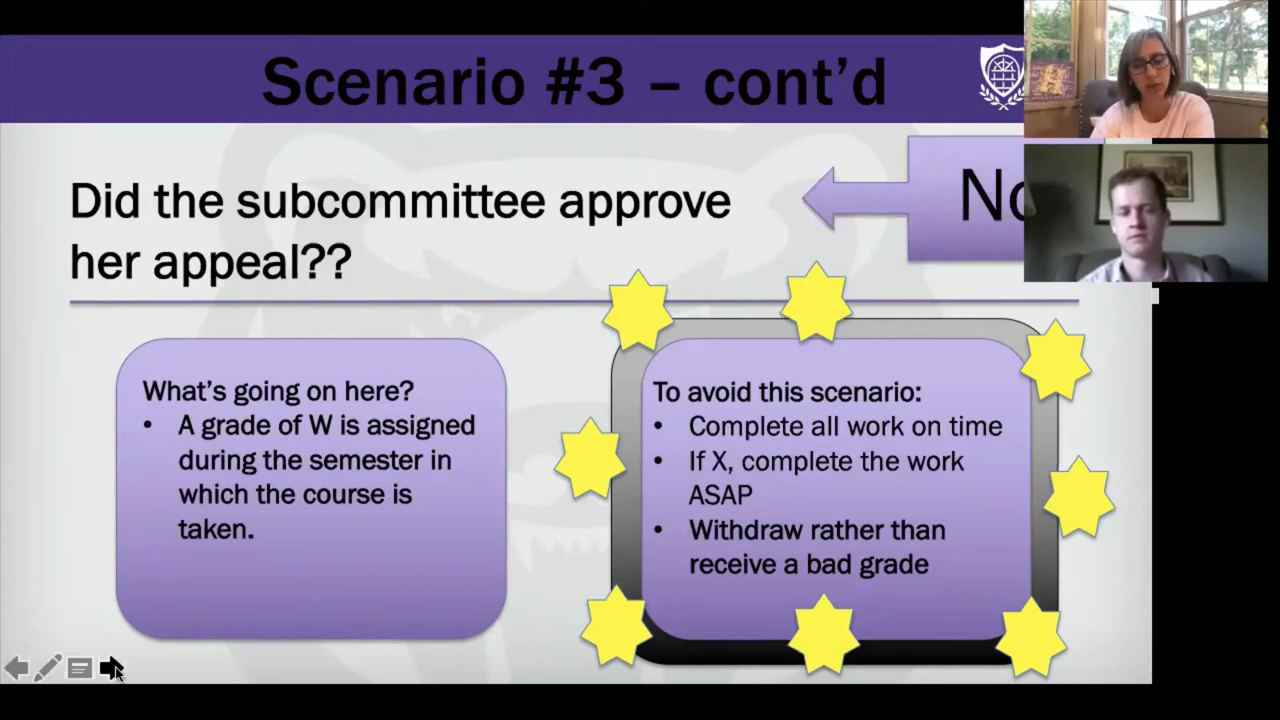 Scenario #3 – cont’d
Did the subcommittee approve
her appeal??
No
What’s going on here?
• A grade of W is assigned
during the semester in
which the course is
taken.
To avoid this scenario:
• Complete all work on time
• If X, complete the work
ASAP
• Withdraw rather than
receive a bad grade